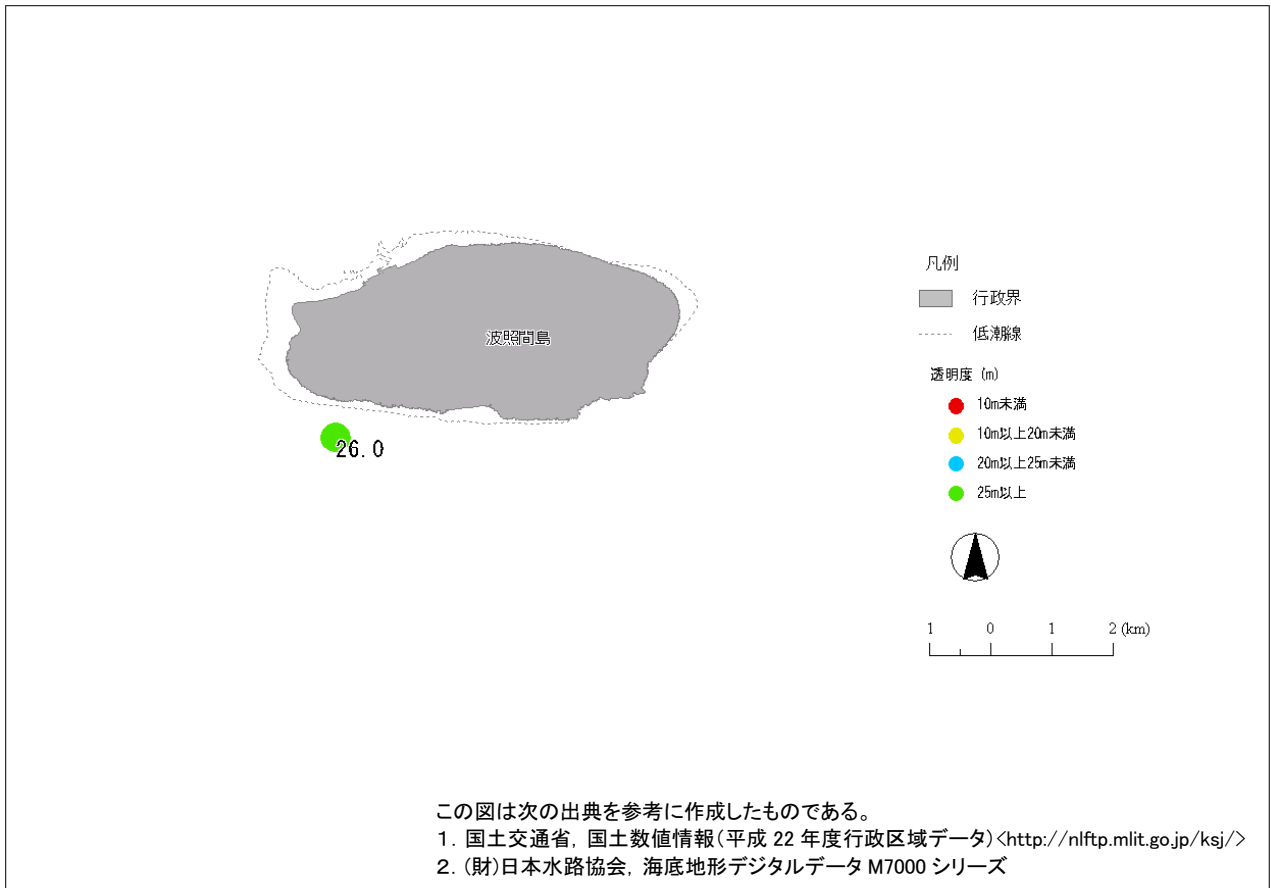 波照間島
26.0
凡例
行政界
低潮線
透明度 (m)
10m未満
10m以上20m未満
20m以上25m未満
25m以上
1 0 1 2 (km)
この図は次の出典を参考に作成したものである。
1. 国土交通省, 国土数値情報(平成 22 年度行政区域データ)<http://nlftp.mlit.go.jp/ksj/>
2. (財)日本水路協会, 海底地形デジタルデータ M7000 シリーズ